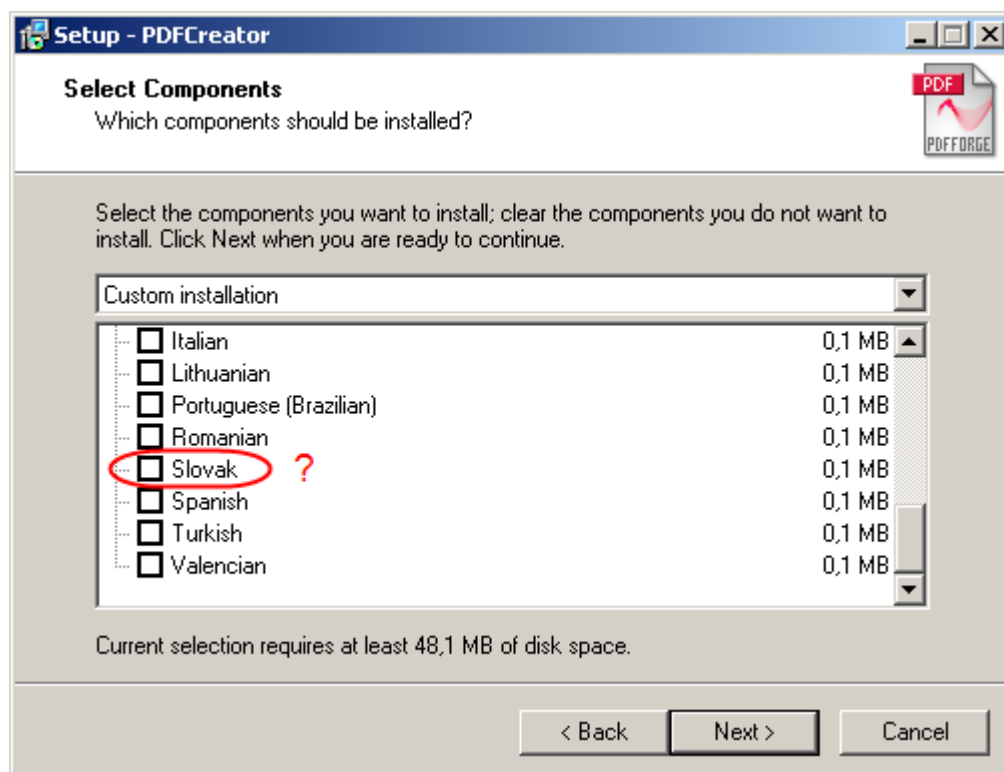 Setup - PDFCreator
Select Components
Which components should be installed?
PDF
PDFFORGE
Select the components you want to install; clear the components you do not want to
install. Click Next when you are ready to continue.
Custom installation
Italian 0,1 MB
Lithuanian 0,1 MB
Portuguese (Brazilian) 0,1 MB
Romanian 0,1 MB
Slovak ? 0,1 MB
Spanish 0,1 MB
Turkish 0,1 MB
Valencian 0,1 MB
Current selection requires at least 48,1 MB of disk space.
< Back Next > Cancel